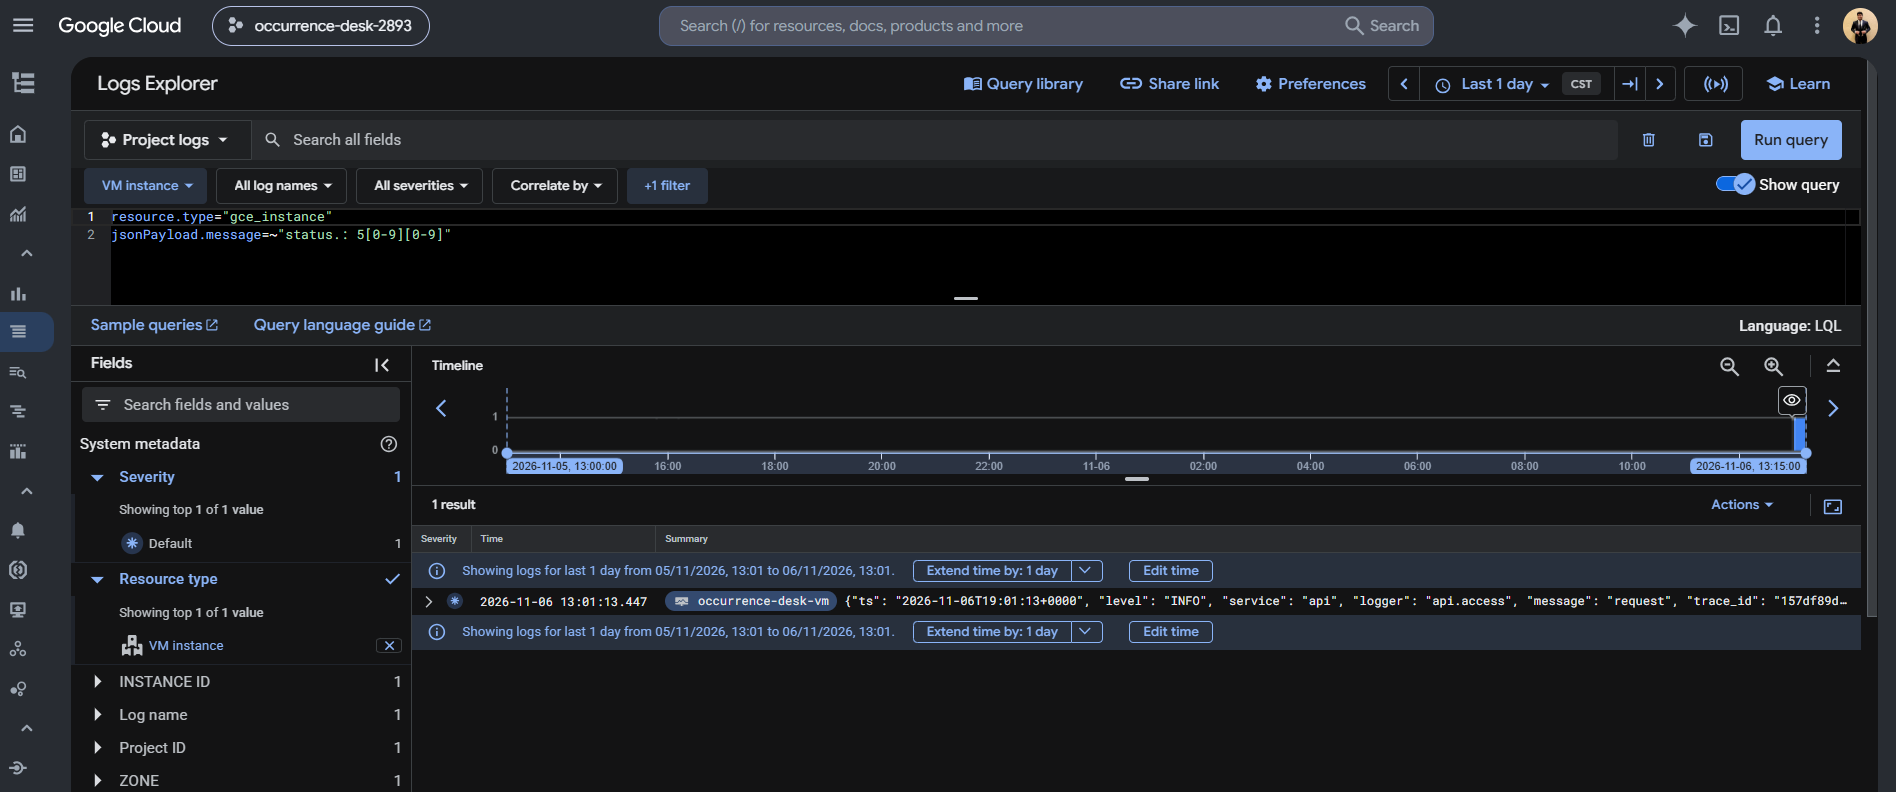 Google Cloud
occurrence-desk-2893
Search (/) for resources, docs, products and more
Search
Logs Explorer
Query library
Share link
Preferences
Last 1 day
CST
Learn
Project logs
Search all fields
Run query
VM instance
All log names
All severities
Correlate by
+1 filter
Show query
1 resource.type="gce_instance"
2 jsonPayload.message=~"status.: 5[0-9][0-9]"
Sample queries
Query language guide
Language: LQL
Fields
Search fields and values
System metadata
Severity 1
Showing top 1 of 1 value
Default 1
Resource type
Showing top 1 of 1 value
VM instance
INSTANCE ID 1
Log name 1
Project ID 1
ZONE 1
Timeline
1
0
2026-11-05, 13:00:00
16:00
18:00
20:00
22:00
11-06
02:00
04:00
06:00
08:00
10:00
2026-11-06, 13:15:00
1 result
Actions
Severity
Time
Summary
Showing logs for last 1 day from 05/11/2026, 13:01 to 06/11/2026, 13:01.
Extend time by: 1 day
Edit time
2026-11-06 13:01:13.447 occurrence-desk-vm {"ts": "2026-11-06T19:01:13+0000", "level": "INFO", "service": "api", "logger": "api.access", "message": "request", "trace_id": "157df89d…
Showing logs for last 1 day from 05/11/2026, 13:01 to 06/11/2026, 13:01.
Extend time by: 1 day
Edit time